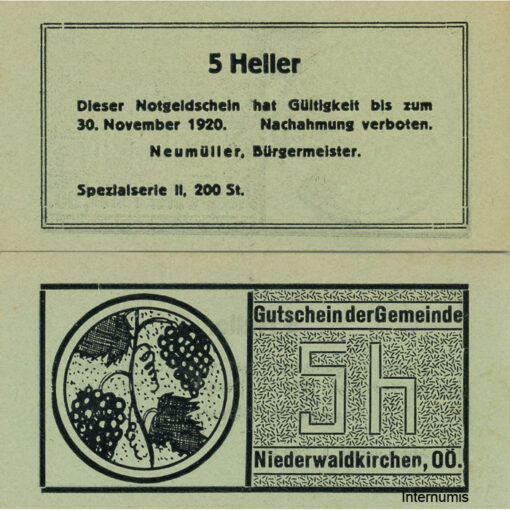 5 Heller
Dieser Notgeldschein hat Gültigkeit bis zum
30. November 1920. Nachahmung verboten.
Neumüller, Bürgermeister.
Spezialserie II, 200 St.
Gutschein der Gemeinde
5h
Niederwaldkirchen, OÖ.
Internumis